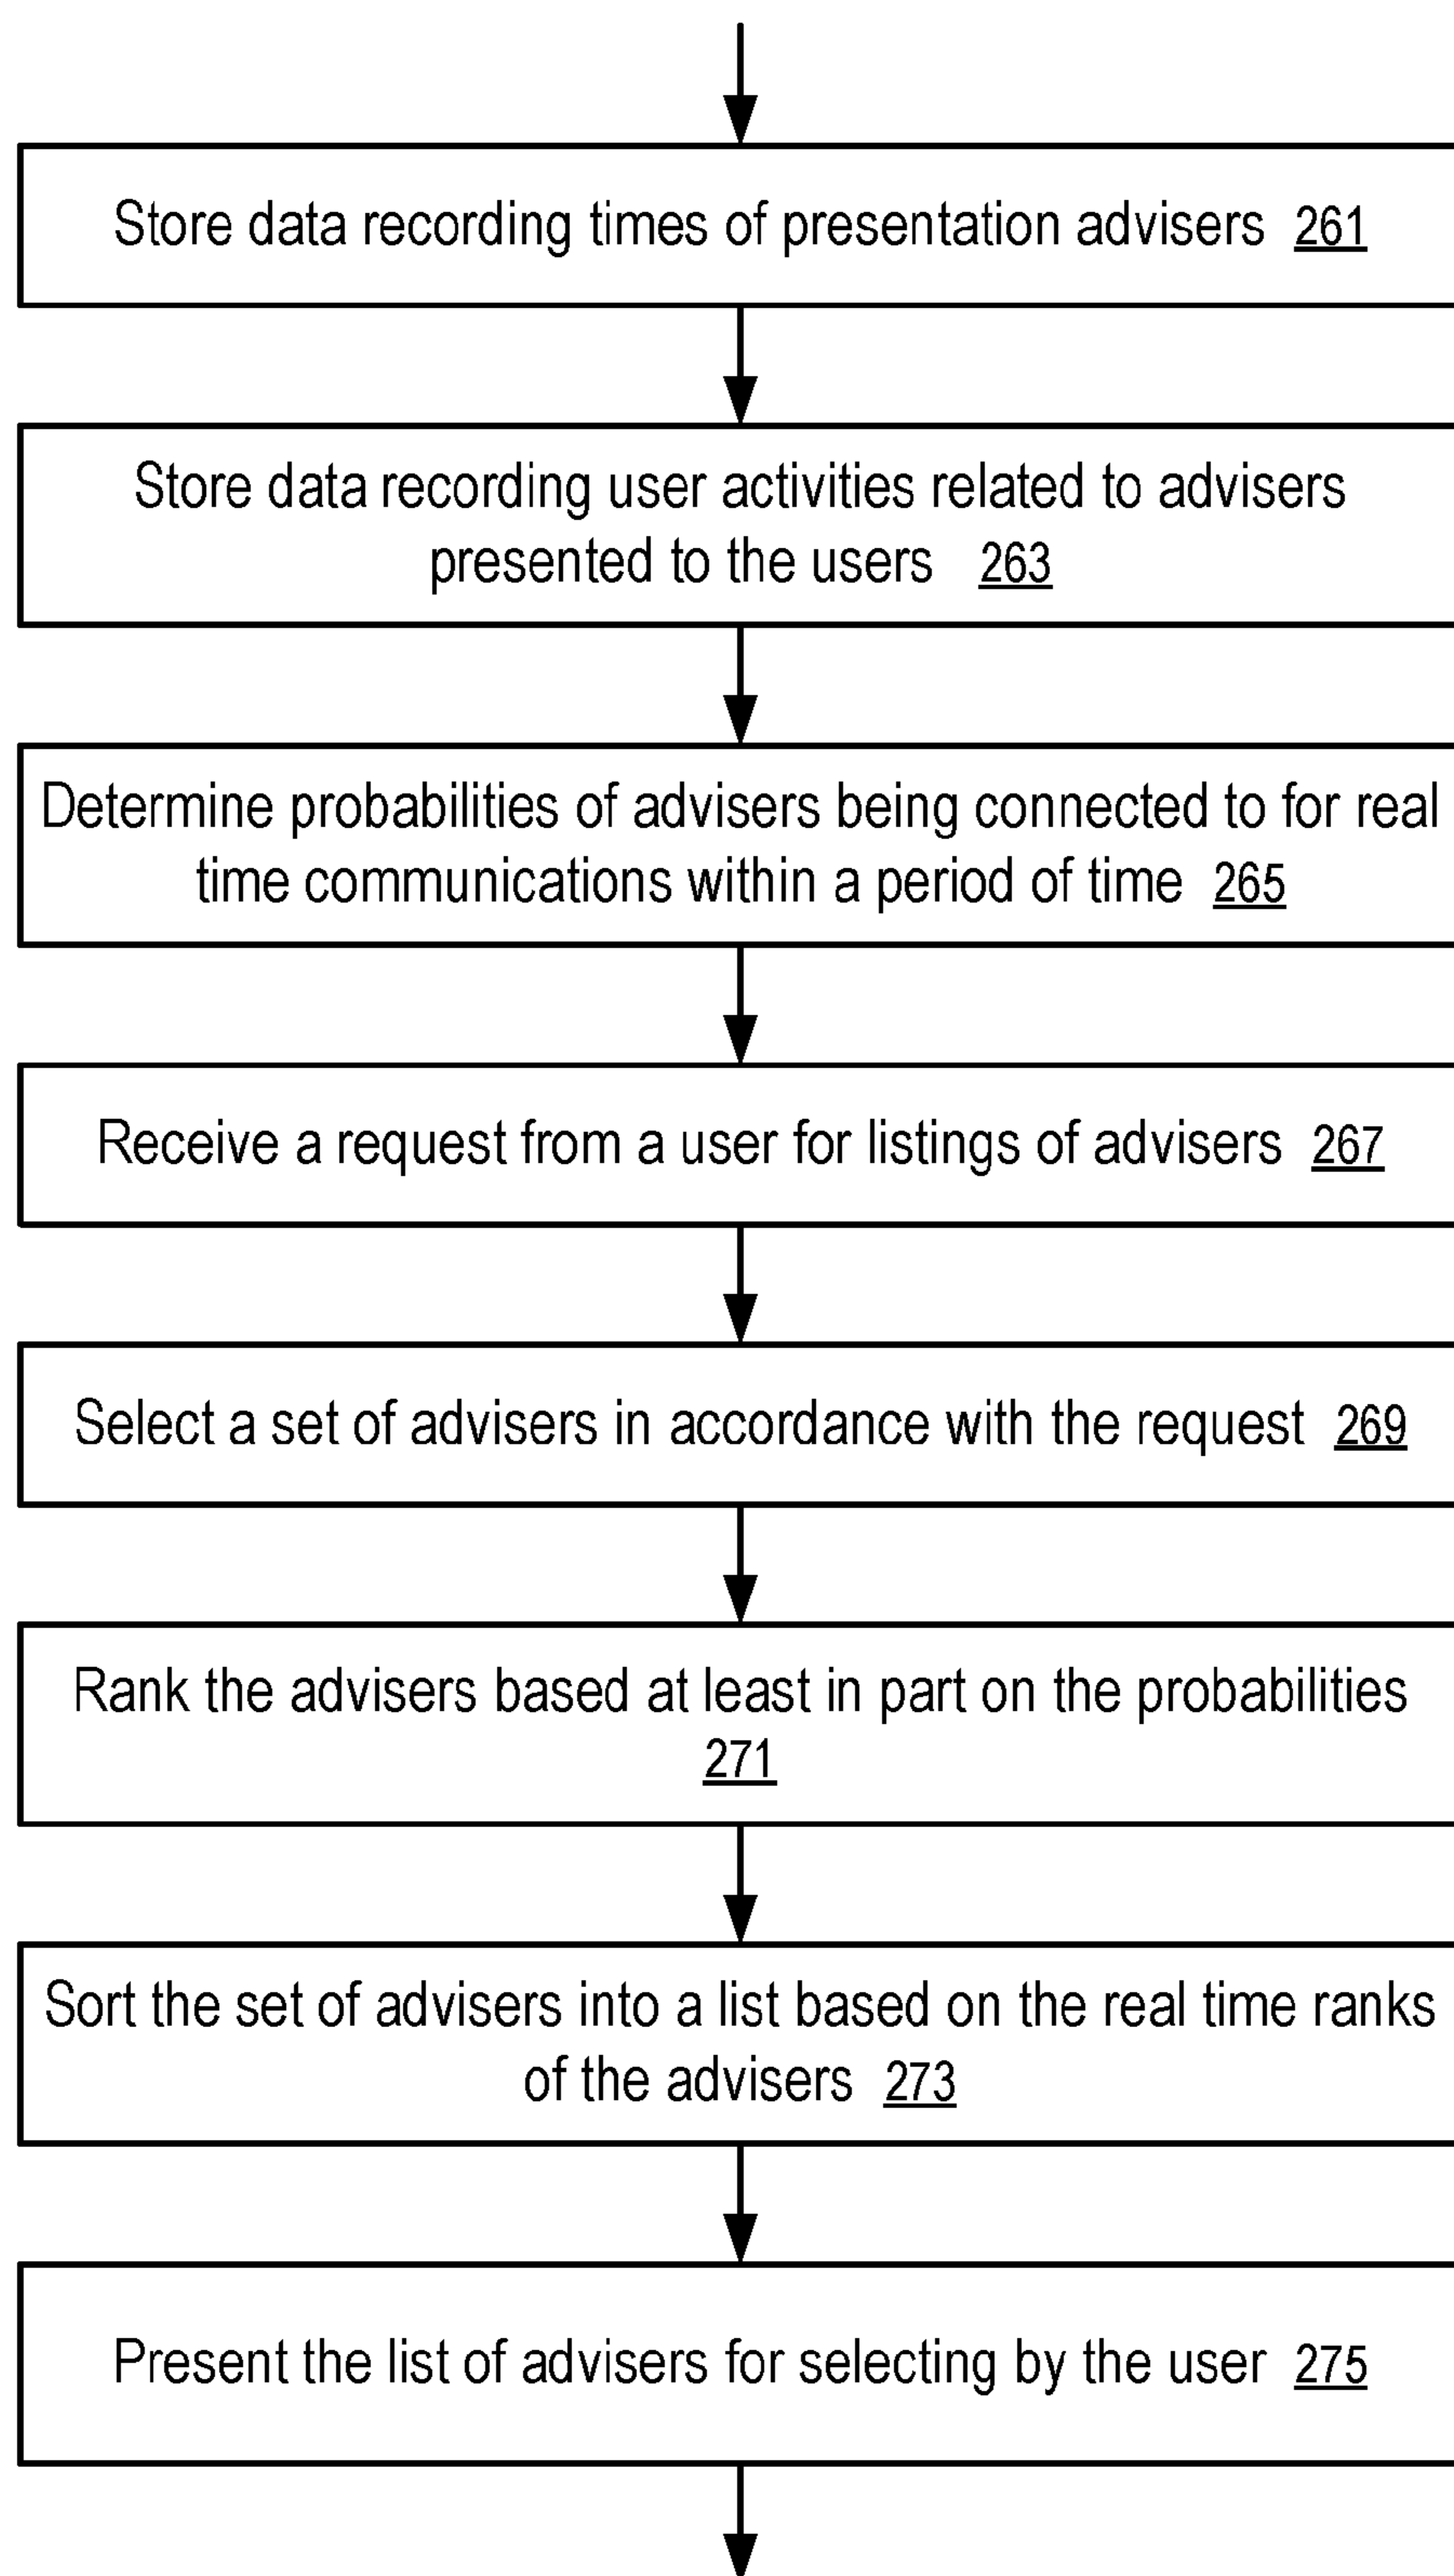 Store data recording times of presentation advisers 261
Store data recording user activities related to advisers
presented to the users 263
Determine probabilities of advisers being connected to for real
time communications within a period of time 265
Receive a request from a user for listings of advisers 267
Select a set of advisers in accordance with the request 269
Rank the advisers based at least in part on the probabilities
271
Sort the set of advisers into a list based on the real time ranks
of the advisers 273
Present the list of advisers for selecting by the user 275